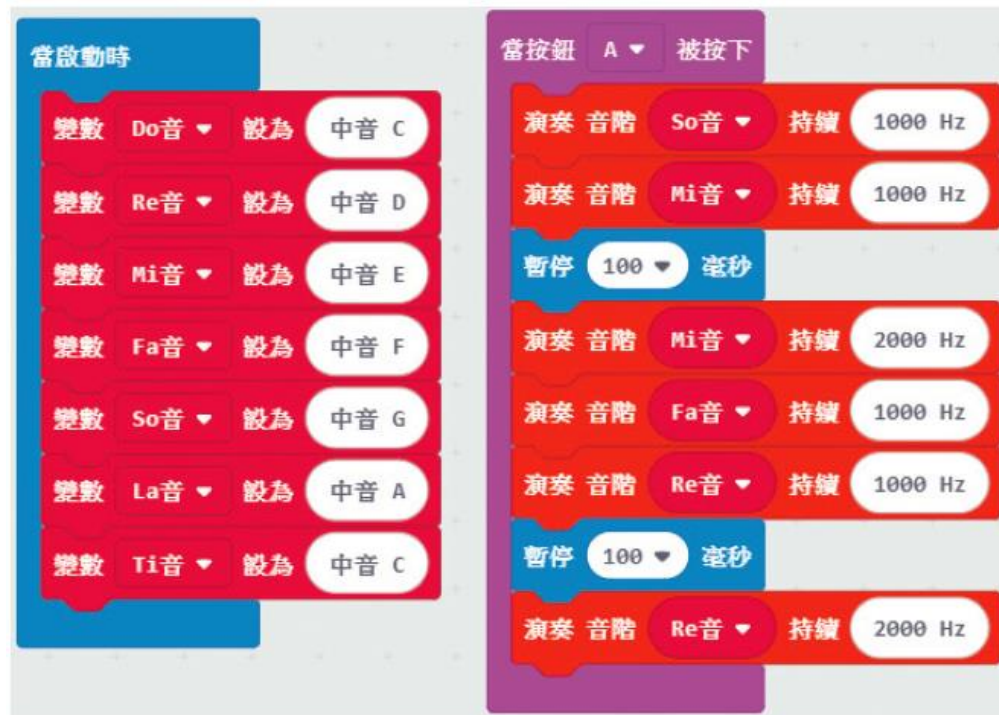 當啟動時
變數 Do音 設為 中音 C
變數 Re音 設為 中音 D
變數 Mi音 設為 中音 E
變數 Fa音 設為 中音 F
變數 So音 設為 中音 G
變數 La音 設為 中音 A
變數 Ti音 設為 中音 C
當按鈕 A 被按下
演奏 音階 So音 持續 1000 Hz
演奏 音階 Mi音 持續 1000 Hz
暫停 100 毫秒
演奏 音階 Mi音 持續 2000 Hz
演奏 音階 Fa音 持續 1000 Hz
演奏 音階 Re音 持續 1000 Hz
暫停 100 毫秒
演奏 音階 Re音 持續 2000 Hz